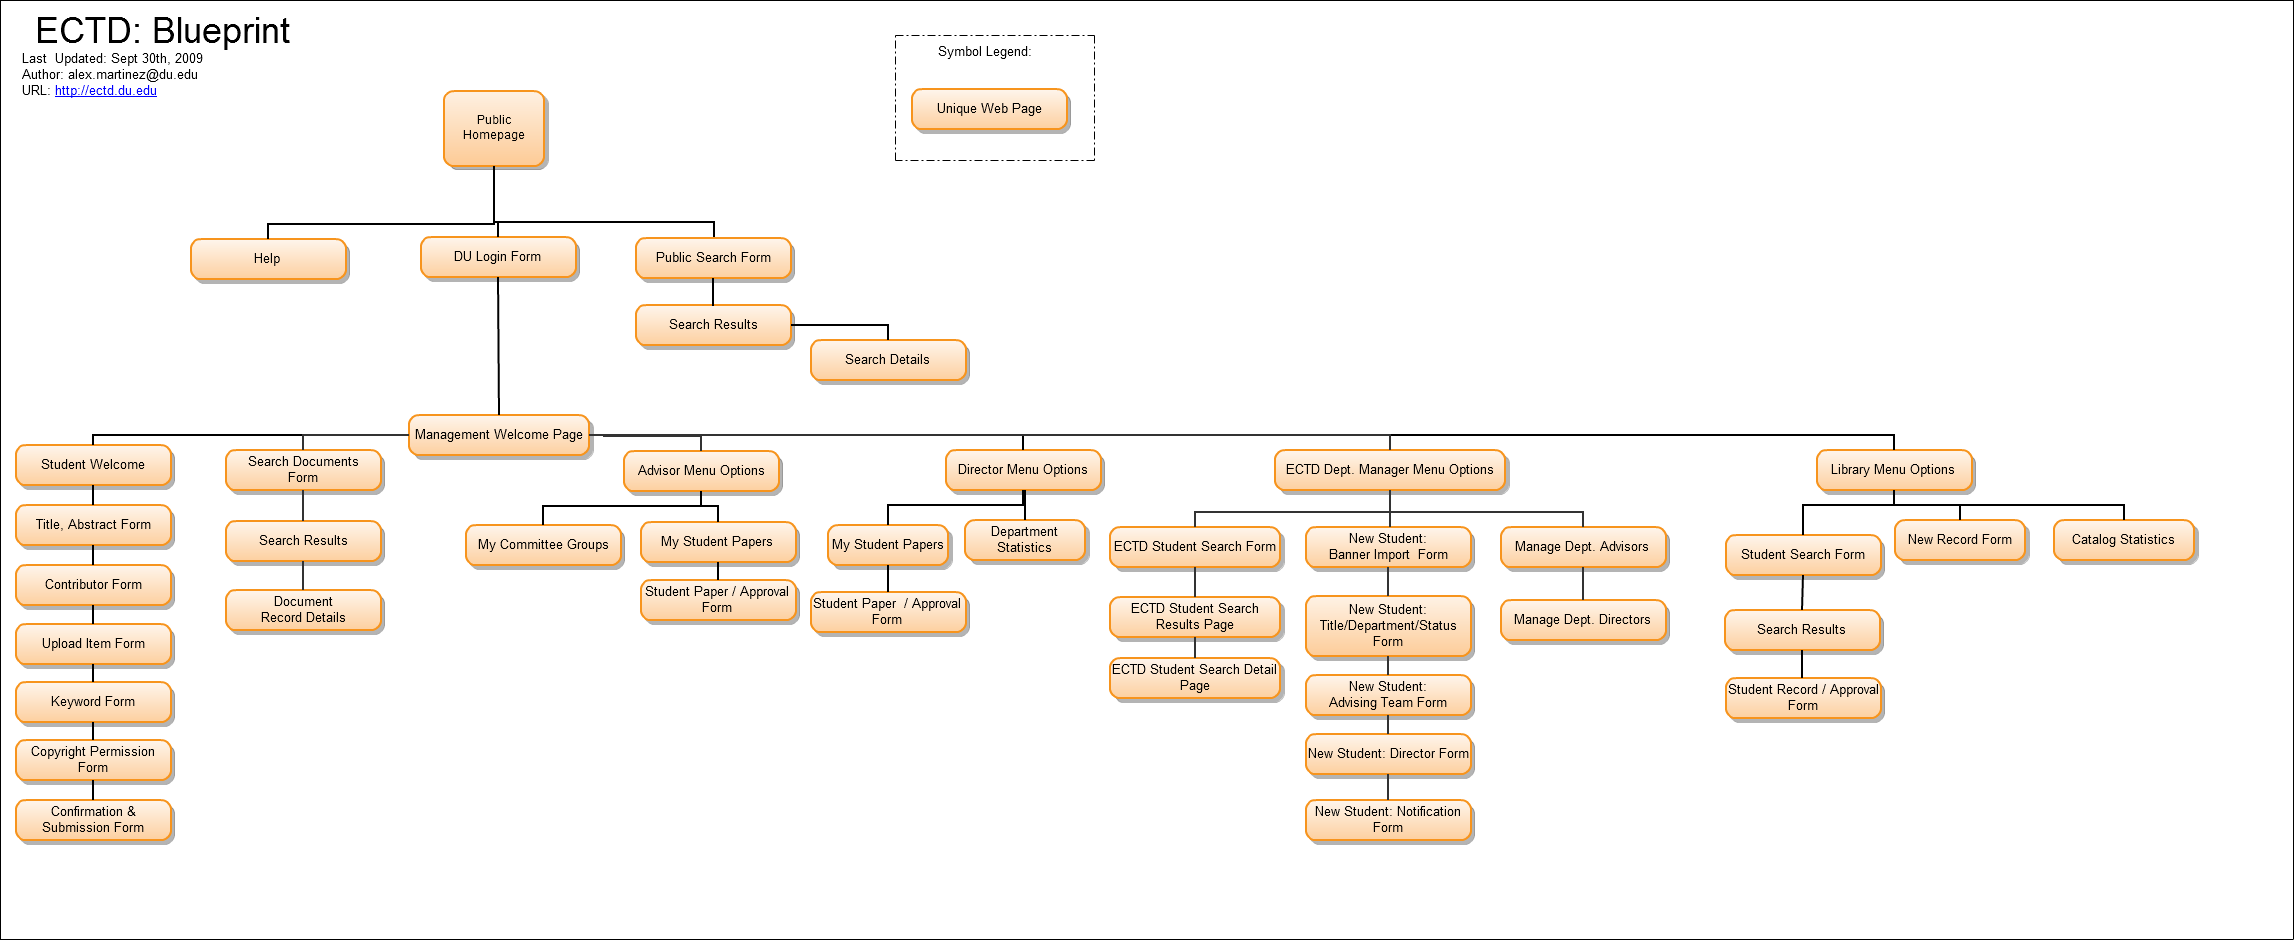 ECTD: Blueprint
Last  Updated: Sept 30th, 2009
Author: alex.martinez@du.edu
URL: http://ectd.du.edu
Symbol Legend:
Unique Web Page
Public
Homepage
Help
DU Login Form
Public Search Form
Search Results
Search Details
Management Welcome Page
Student Welcome
Title, Abstract Form
Contributor Form
Upload Item Form
Keyword Form
Copyright Permission
Form
Confirmation &
Submission Form
Search Documents
Form
Search Results
Document
Record Details
Advisor Menu Options
My Committee Groups
My Student Papers
Student Paper / Approval
Form
Director Menu Options
My Student Papers
Student Paper  / Approval
Form
Department
Statistics
ECTD Dept. Manager Menu Options
ECTD Student Search Form
ECTD Student Search
Results Page
ECTD Student Search Detail
Page
New Student:
Banner Import  Form
New Student:
Title/Department/Status
Form
New Student:
Advising Team Form
New Student: Director Form
New Student: Notification
Form
Manage Dept. Advisors
Manage Dept. Directors
Library Menu Options
Student Search Form
Search Results
Student Record / Approval
Form
New Record Form
Catalog Statistics